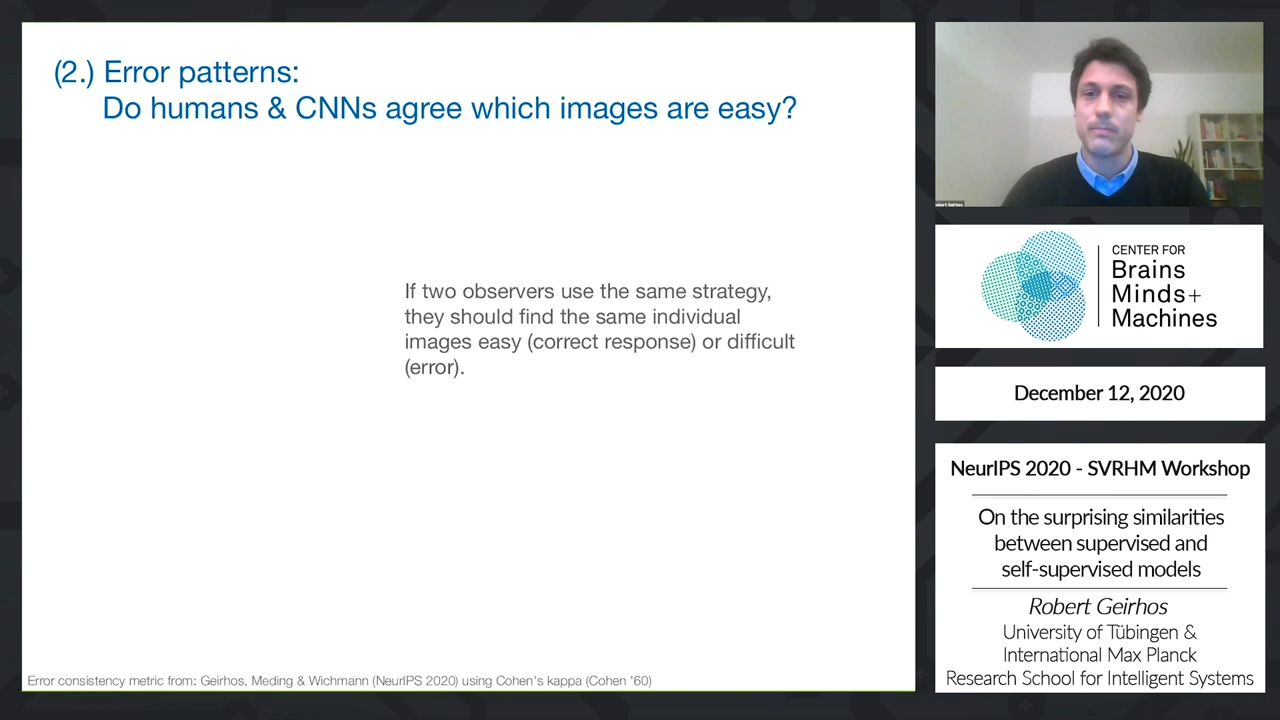 (2.) Error patterns:
Do humans & CNNs agree which images are easy?
If two observers use the same strategy,
they should find the same individual
images easy (correct response) or difficult
(error).
Error consistency metric from: Geirhos, Meding & Wichmann (NeurIPS 2020) using Cohen's kappa (Cohen '60)
Robert Geirhos
CENTER FOR
Brains
Minds+
Machines
December 12, 2020
NeurIPS 2020 - SVRHM Workshop
On the surprising similarities
between supervised and
self-supervised models
Robert Geirhos
University of Tübingen &
International Max Planck
Research School for Intelligent Systems